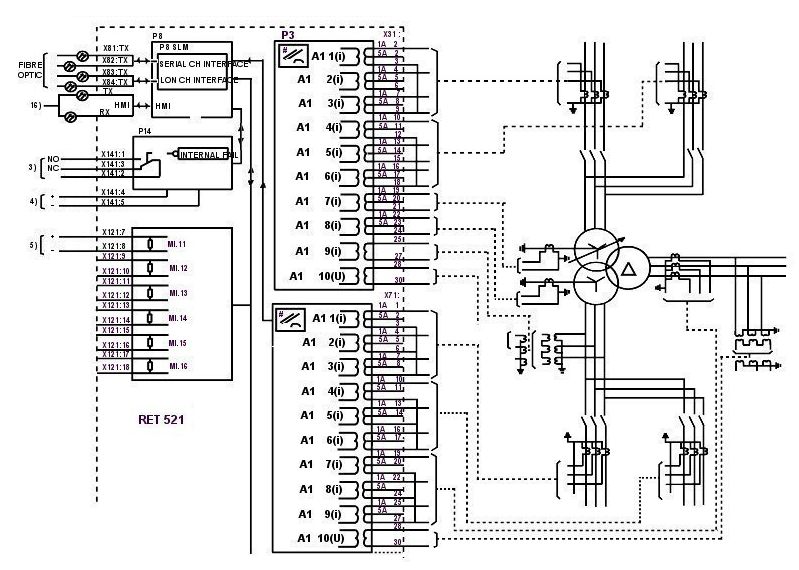 P8
P8 SLM
SERIAL CH INTERFACE
LON CH INTERFACE
HMI
X81:TX
X82:TX
X83:TX
X84:TX
FIBRE
OPTIC
TX
16)
HMI
RX
P14
INTERNAL FAIL
3)
NO
NC
X141:1
X141:3
X141:2
4)
+
-
X141:4
X141:5
5)
+
-
X121:7
X121:8
X121:9
X121:10
X121:11
X121:12
X121:13
X121:14
X121:15
X121:16
X121:17
X121:18
MI.11
MI.12
MI.13
MI.14
MI.15
MI.16
RET 521
P3
X31:
#
A1 1(i) 1A 2
5A 2
3
A1 2(i) 1A 4
5A 5
6
A1 3(i) 1A 7
5A 8
9
A1 4(i) 1A 10
5A 11
12
A1 5(i) 1A 13
5A 14
15
A1 6(i) 1A 16
5A 17
18
A1 7(i) 1A 19
5A 20
21
A1 8(i) 1A 22
5A 23
24
A1 9(i) 25
27
A1 10(U) 28
30
X71:
#
A1 1(i) 1A 1
5A 2
3
A1 2(i) 1A 4
5A 5
6
A1 3(i) 1A 7
5A 8
9
A1 4(i) 1A 10
5A 11
A1 5(i) 1A 13
5A 14
A1 6(i) 1A 16
5A 17
A1 7(i) 1A 19
5A 20
A1 8(i) 1A 22
5A
24
A1 9(i) 1A 25
5A
27
A1 10(U) 28
30